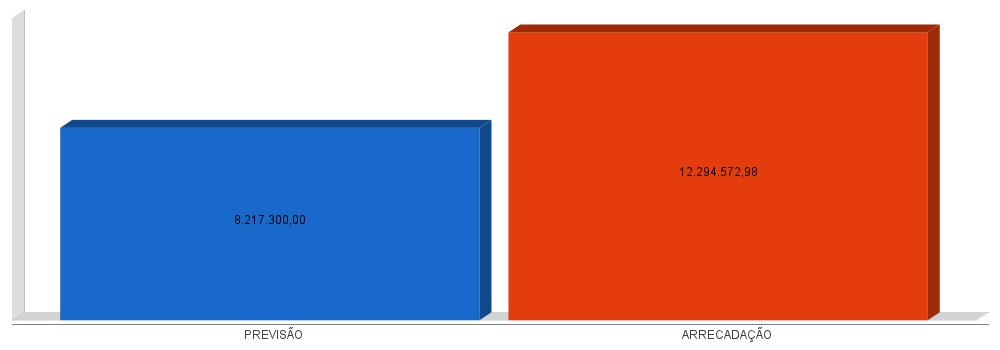 12.294.572,98
8.217.300,00
PREVISÃO
ARRECADAÇÃO